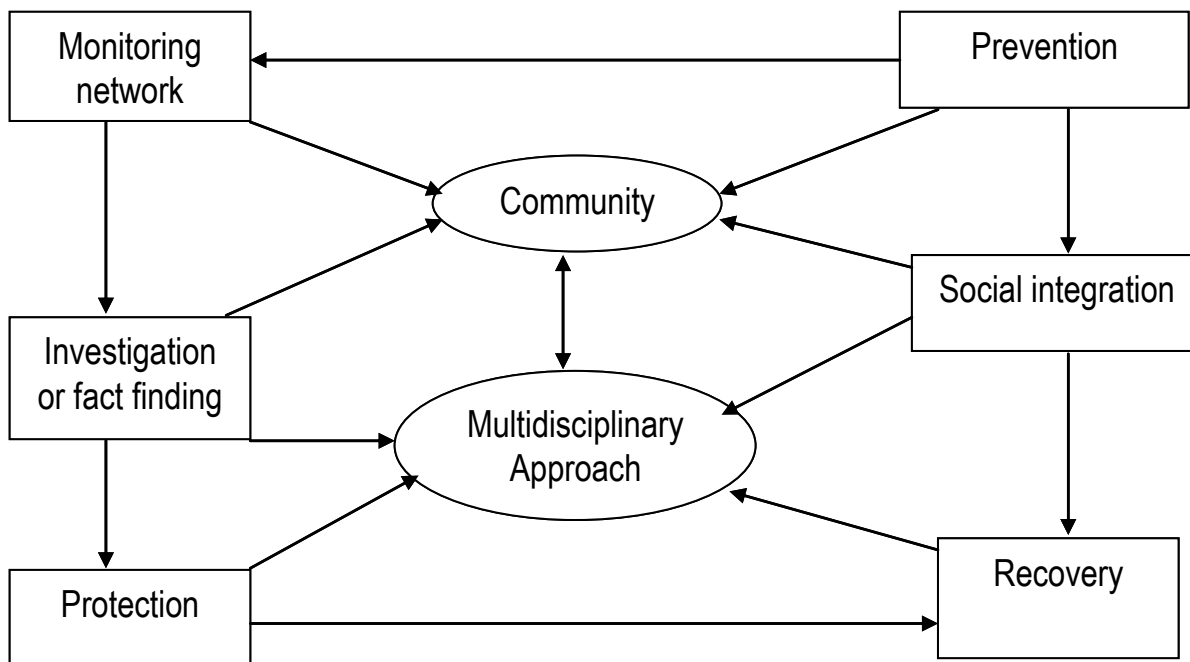 Monitoring
network
Prevention
Community
Social integration
Investigation
or fact finding
Multidisciplinary
Approach
Protection
Recovery